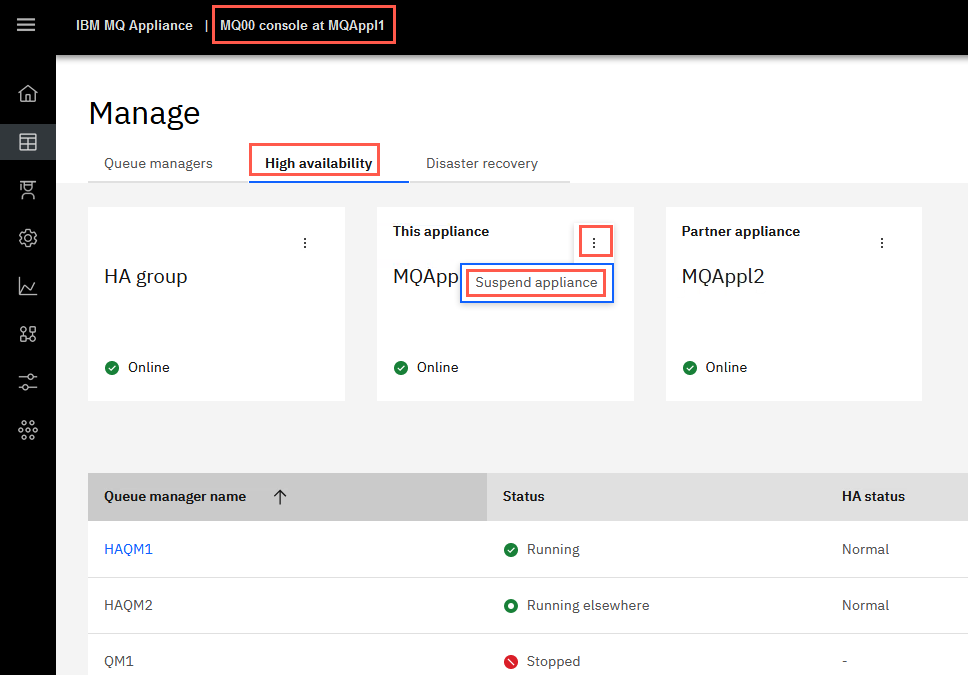 IBM MQ Appliance | MQ00 console at MQAppl1
Manage
Queue managers High availability Disaster recovery
This appliance Partner appliance
HA group MQApp MQAppl2
Suspend appliance
Online Online Online
Queue manager name Status HA status
HAQM1 Running Normal
HAQM2 Running elsewhere Normal
QM1 Stopped -